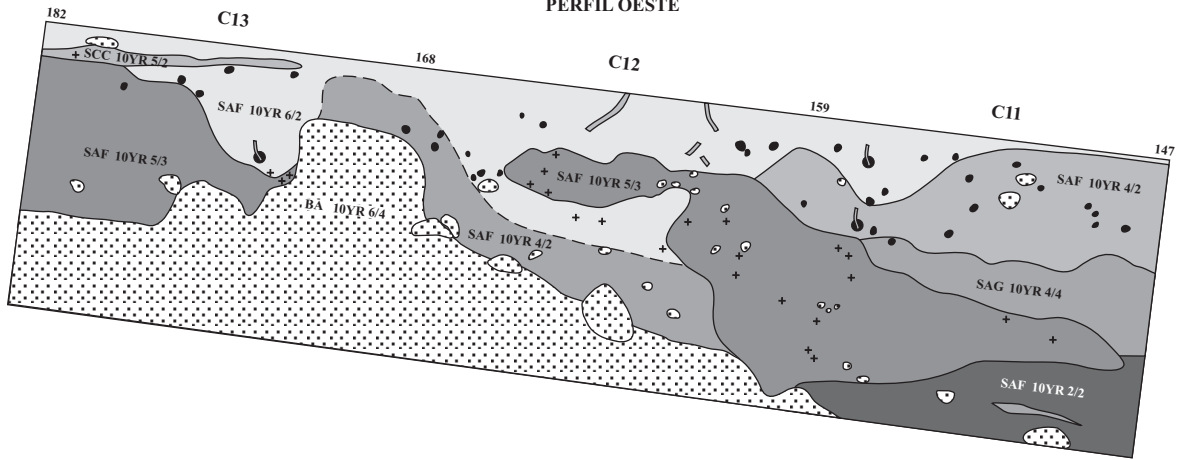 PERFIL OESTE
182
C13
168
C12
159
C11
147
SCC 10YR 5/2
SAF 10YR 6/2
SAF 10YR 5/3
SAF 10YR 5/3
SAF 10YR 4/2
BA 10YR 6/4
SAF 10YR 4/2
SAG 10YR 4/4
SAF 10YR 2/2